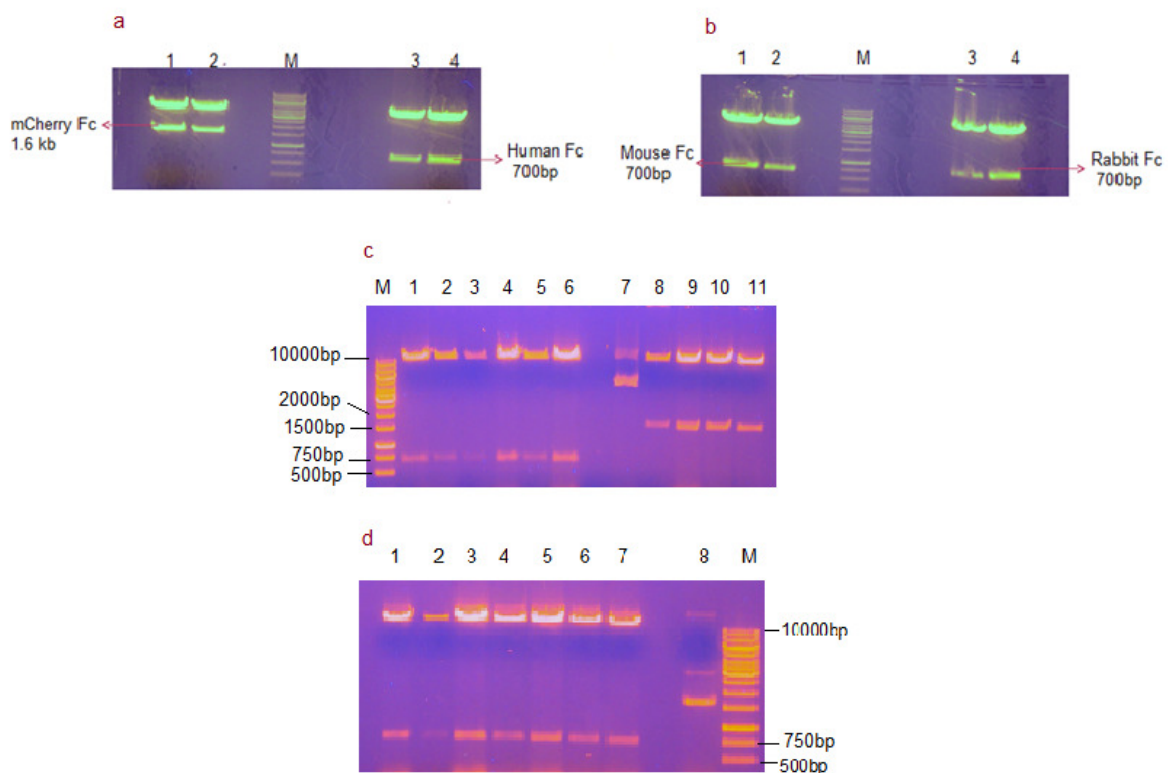 a
1 2 M 3 4
mCherry IFc
1.6 kb
Human Fc
700bp
b
1 2 M 3 4
Mouse Fc
700bp
Rabbit Fc
700bp
c
M 1 2 3 4 5 6 7 8 9 10 11
10000bp
2000bp
1500bp
750bp
500bp
d
1 2 3 4 5 6 7 8 M
10000bp
750bp
500bp